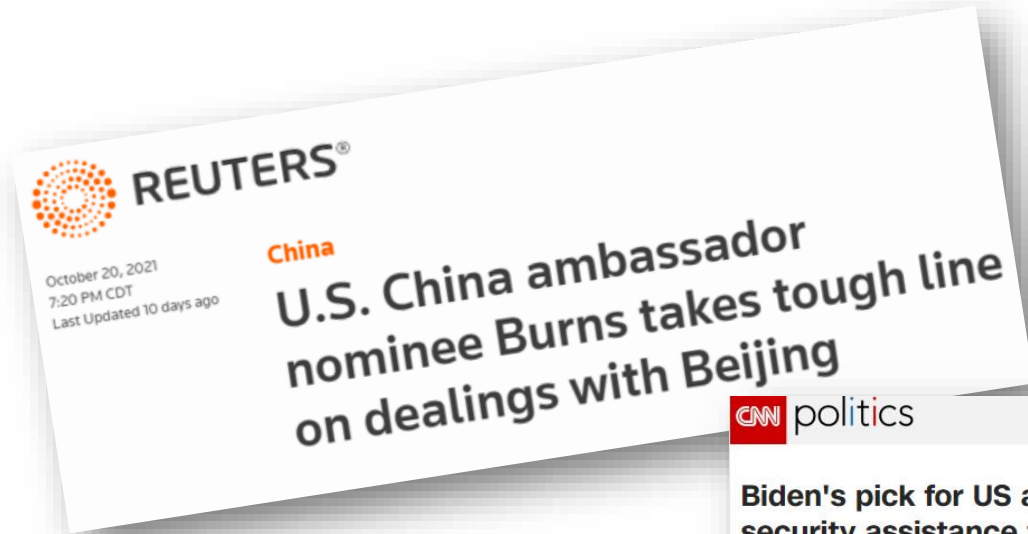 REUTERS®
October 20, 2021
7:20 PM CDT
Last Updated 10 days ago
China
U.S. China ambassador
nominee Burns takes tough line
on dealings with Beijing
CNN politics
Biden's pick for US a
security assistance